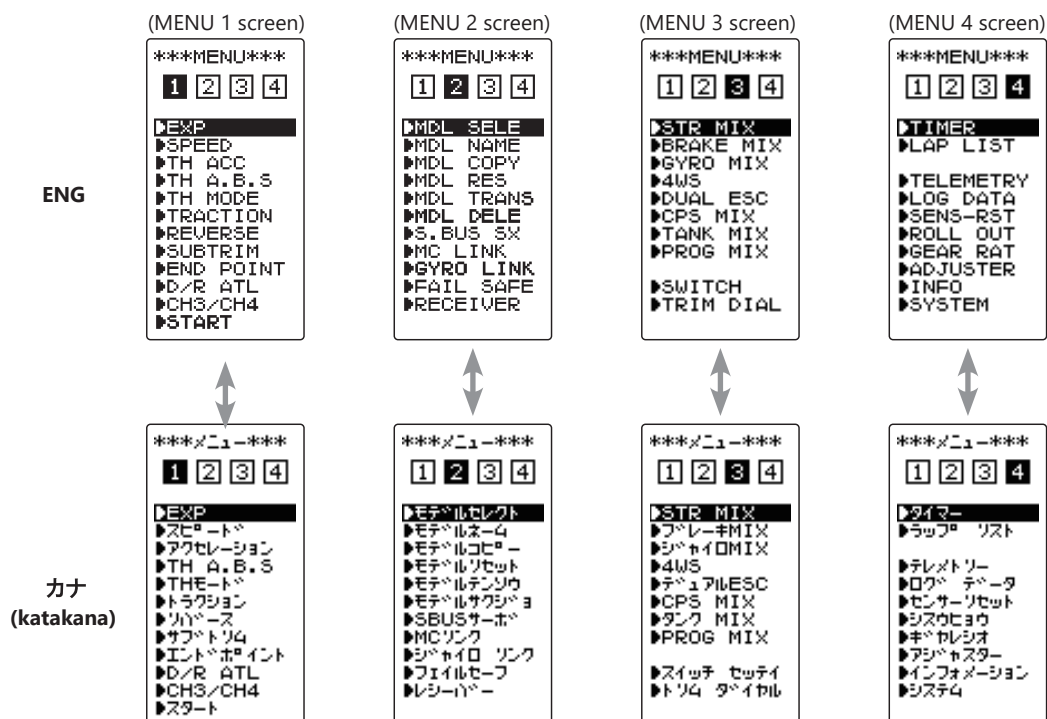 (MENU 1 screen)
***MENU***
1 2 3 4
EXP
SPEED
TH ACC
TH A.B.S
TH MODE
TRACTION
REVERSE
SUBTRIM
END POINT
D/R ATL
CH3/CH4
START
(MENU 2 screen)
***MENU***
1 2 3 4
MDL SELE
MDL NAME
MDL COPY
MDL RES
MDL TRANS
MDL DELE
S.BUS SX
MC LINK
GYRO LINK
FAIL SAFE
RECEIVER
(MENU 3 screen)
***MENU***
1 2 3 4
STR MIX
BRAKE MIX
GYRO MIX
4WS
DUAL ESC
CPS MIX
TANK MIX
PROG MIX
SWITCH
TRIM DIAL
(MENU 4 screen)
***MENU***
1 2 3 4
TIMER
LAP LIST
TELEMETRY
LOG DATA
SENS-RST
ROLL OUT
GEAR RAT
ADJUSTER
INFO
SYSTEM
ENG
***メニュー***
1 2 3 4
EXP
スピード
アクセレーション
TH A.B.S
THモード
トラクション
リバース
サブトリム
エンドポイント
D/R ATL
CH3/CH4
スタート
***メニュー***
1 2 3 4
モデルセレクト
モデルネーム
モデルコピー
モデルリセット
モデルテンソウ
モデルサクジョ
SBUSサーボ
MCリンク
ジャイロ リンク
フェイルセーフ
レシーバー
***メニュー***
1 2 3 4
STR MIX
ブレーキMIX
ジャイロMIX
4WS
デュアルESC
CPS MIX
タンク MIX
PROG MIX
スイッチ セッテイ
トリム ダイヤル
***メニュー***
1 2 3 4
タイマー
ラップ リスト
テレメトリー
ログ データ
センサーリセット
シスウヒョウ
ギヤレシオ
アジャスター
インフォメーション
システム
カナ
(katakana)